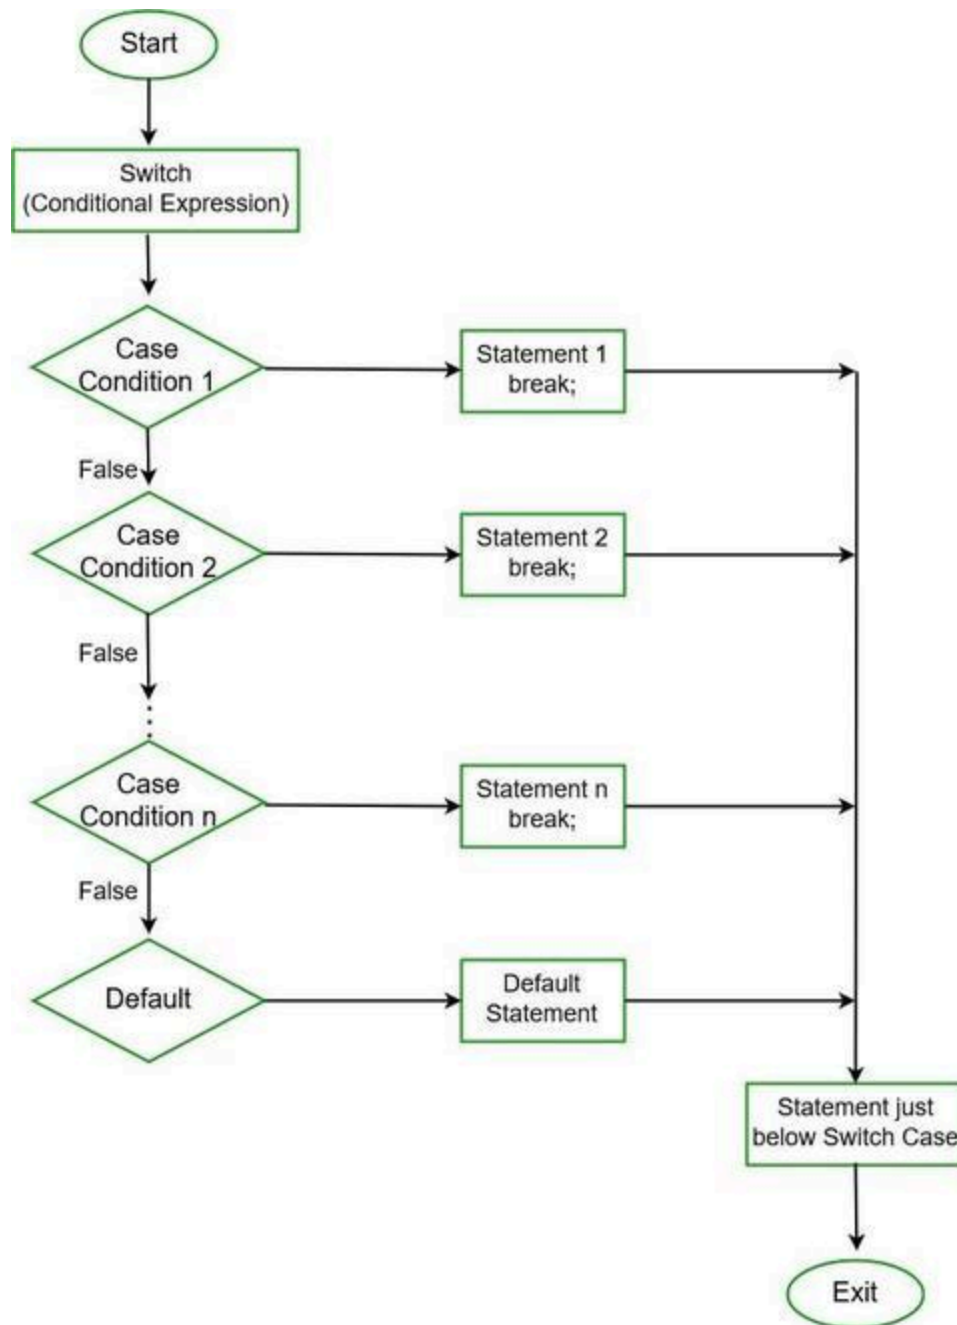 Start
Switch
(Conditional Expression)
Case
Condition 1
Statement 1
break;
False
Case
Condition 2
Statement 2
break;
False
Case
Condition n
Statement n
break;
False
Default
Default
Statement
Statement just
below Switch Case
Exit